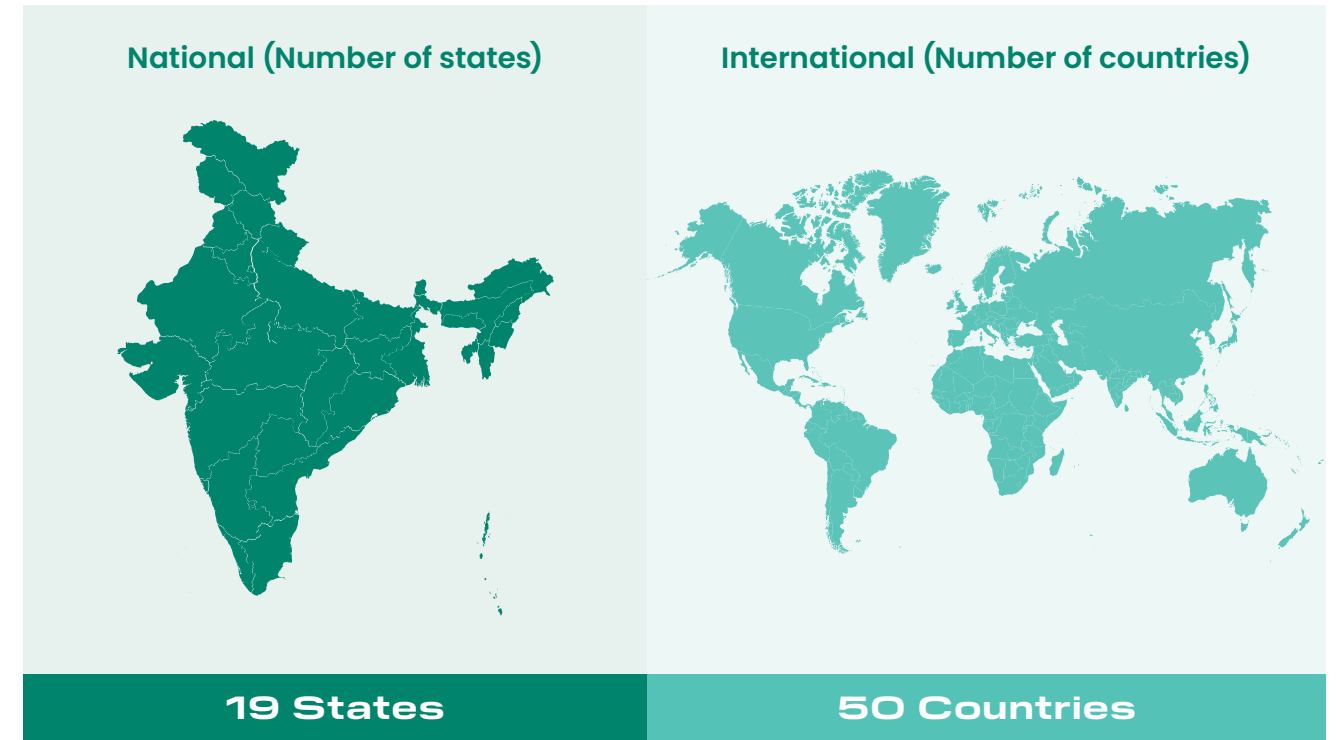 National (Number of states)
International (Number of countries)
19 States
50 Countries